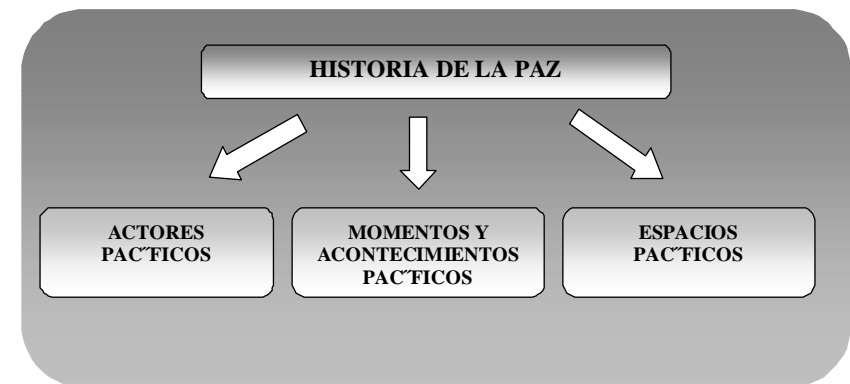 HISTORIA DE LA PAZ
ACTORES
PAC˝FICOS
MOMENTOS Y
ACONTECIMIENTOS
PAC˝FICOS
ESPACIOS
PAC˝FICOS